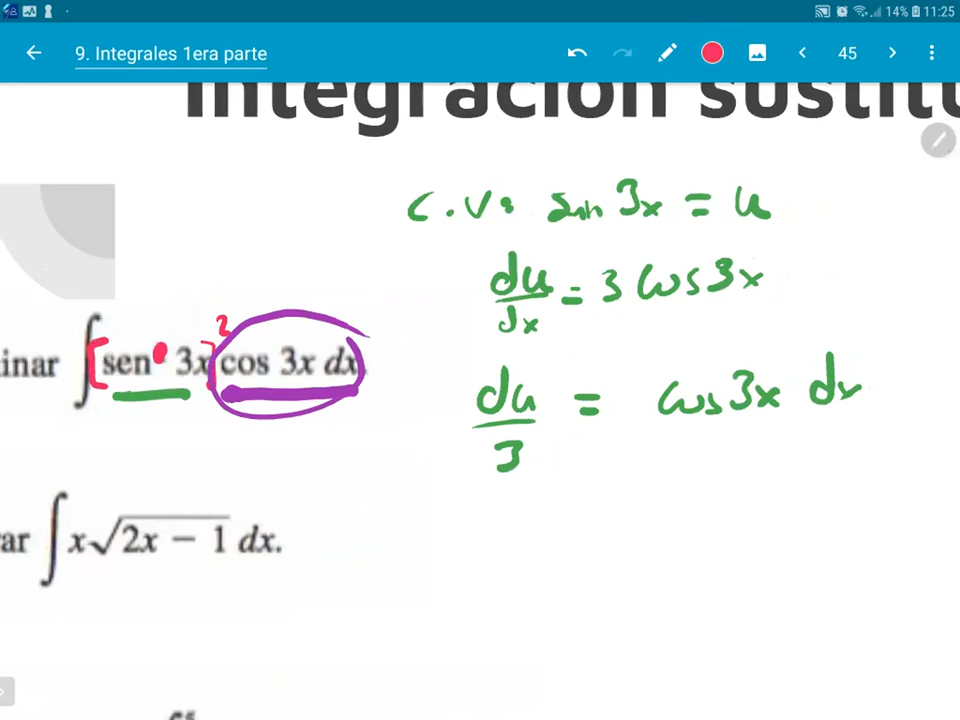 14% 11:25
9. Integrales 1era parte 45
Integración sustitu
C.V: sen 3x = u
du/dx = 3 cos 3x
inar ∫ [sen 3x]² cos 3x dx
du/3 = cos 3x dx
ar ∫ x√(2x − 1) dx.